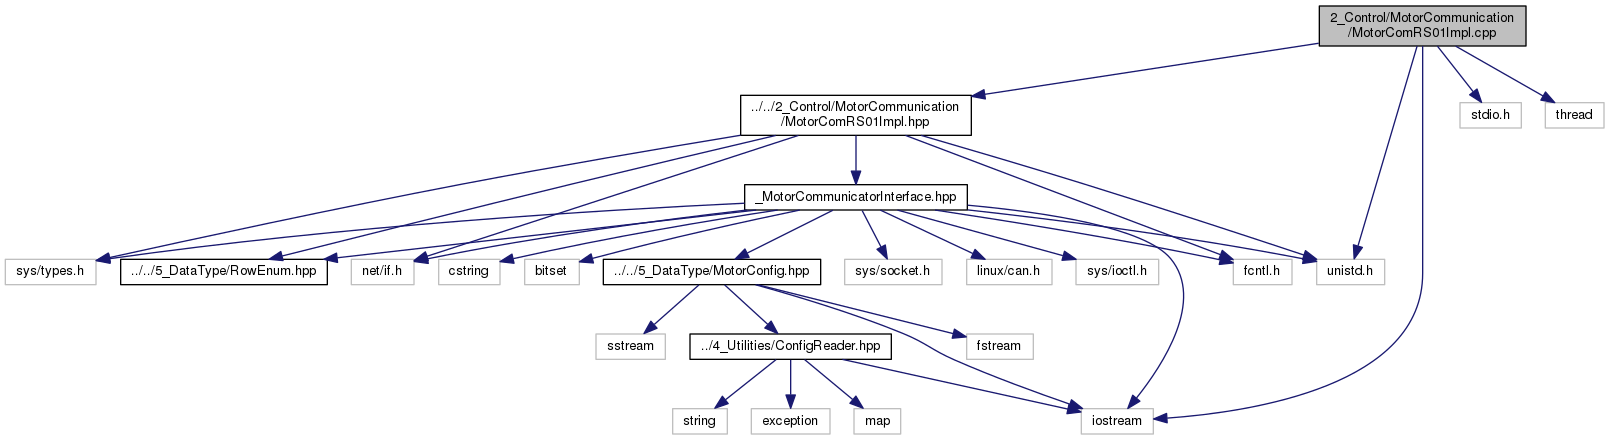 2_Control/MotorCommunication
/MotorComRS01Impl.cpp
../../2_Control/MotorCommunication
/MotorComRS01Impl.hpp
stdio.h
thread
_MotorCommunicatorInterface.hpp
sys/types.h
../../5_DataType/RowEnum.hpp
net/if.h
cstring
bitset
../../5_DataType/MotorConfig.hpp
sys/socket.h
linux/can.h
sys/ioctl.h
fcntl.h
unistd.h
sstream
../4_Utilities/ConfigReader.hpp
fstream
string
exception
map
iostream